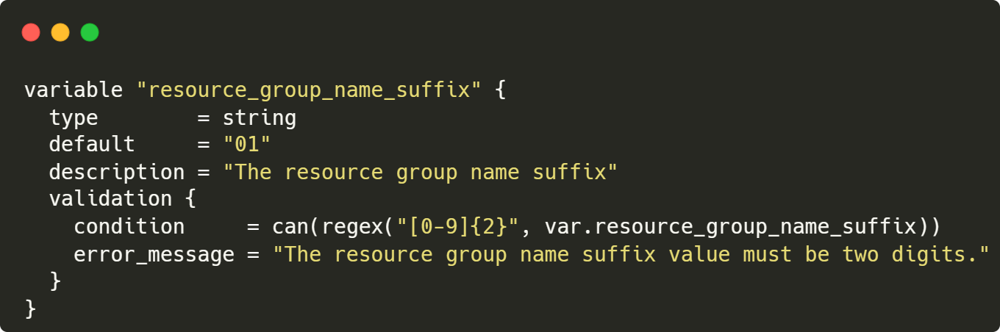 variable "resource_group_name_suffix" {
  type        = string
  default     = "01"
  description = "The resource group name suffix"
  validation {
    condition     = can(regex("[0-9]{2}", var.resource_group_name_suffix))
    error_message = "The resource group name suffix value must be two digits."
  }
}